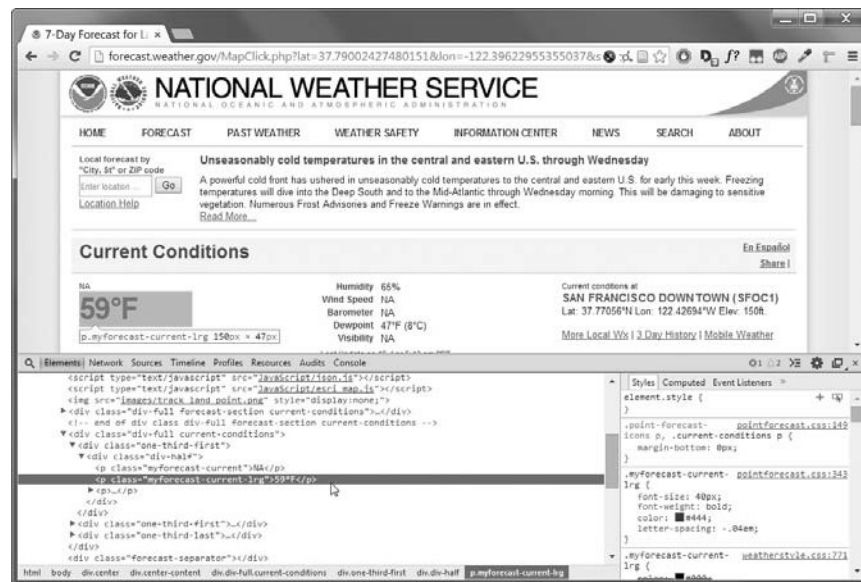 7-Day Forecast for L
forecast.weather.gov/MapClick.php?lat=37.79002427480151&lon=-122.39622955355037&s
NATIONAL WEATHER SERVICE
NATIONAL OCEANIC AND ATMOSPHERIC ADMINISTRATION
HOME FORECAST PAST WEATHER WEATHER SAFETY INFORMATION CENTER NEWS SEARCH ABOUT
Local forecast by
"City, St" or ZIP code
Enter location ... Go
Location Help
Unseasonably cold temperatures in the central and eastern U.S. through Wednesday
A powerful cold front has ushered in unseasonably cold temperatures to the central and eastern U.S. for early this week. Freezing
temperatures will dive into the Deep South and to the Mid-Atlantic through Wednesday morning. This will be damaging to sensitive
vegetation. Numerous Frost Advisories and Freeze Warnings are in effect.
Read More...
Current Conditions
En Español
Share |
NA
59°F
p.myforecast-current-lrg 150px × 47px
Humidity 66%
Wind Speed NA
Barometer NA
Dewpoint 47°F (8°C)
Visibility NA
Current conditions at
SAN FRANCISCO DOWNTOWN (SFOC1)
Lat: 37.77056°N Lon: 122.42694°W Elev: 150ft.
More Local Wx | 3 Day History | Mobile Weather
Elements Network Sources Timeline Profiles Resources Audits Console
<script type="text/javascript" src="JavaScript/json.js"></script>
<script type="text/javascript" src="JavaScript/esri_map.js"></script>
<img src="images/track_land_point.png" style="display:none;">
<div class="div-full forecast-section current-conditions">…</div>
<!-- end of div class div-full forecast-section current-conditions -->
<div class="div-full current-conditions">
<div class="one-third-first">
<div class="div-half">
<p class="myforecast-current">NA</p>
<p class="myforecast-current-lrg">59°F</p>
<p>…</p>
</div>
</div>
<div class="one-third-first">…</div>
<div class="one-third-last">…</div>
</div>
<div class="forecast-separator"></div>
html body div.center div.center-content div.div-full.current-conditions div.one-third-first div.div-half p.myforecast-current-lrg
Styles Computed Event Listeners »
element.style {
}
.point-forecast- pointforecast.css:149
icons p, .current-conditions p {
margin-bottom: 0px;
}
.myforecast-current- pointforecast.css:343
lrg {
font-size: 40px;
font-weight: bold;
color: #444;
letter-spacing: -.04em;
}
.myforecast-current- weatherstyle.css:771
lrg {